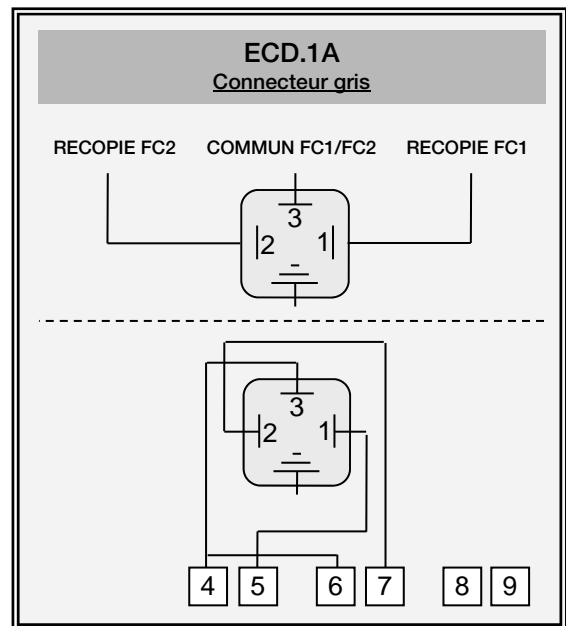 ECD.1A
Connecteur gris
RECOPIE FC2 COMMUN FC1/FC2 RECOPIE FC1
3
2 1
3
2 1
4 5 6 7 8 9